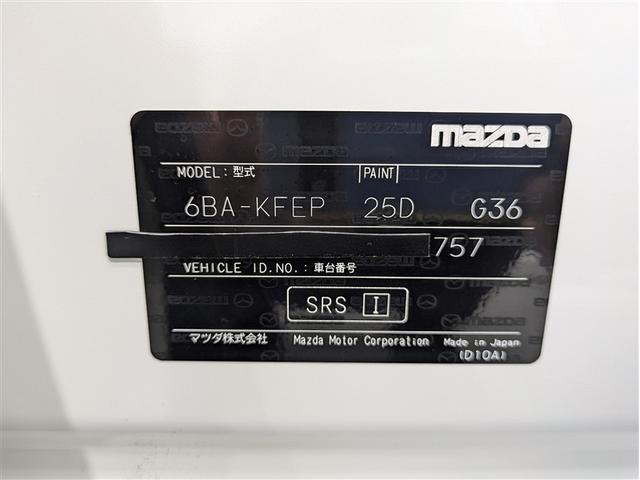 mazda
MODEL：型式 PAINT
6BA-KFEP 25D G36
757
VEHICLE ID.NO.：車台番号
SRS I
マツダ株式会社 Mazda Motor Corporation Made in Japan
(D10A)